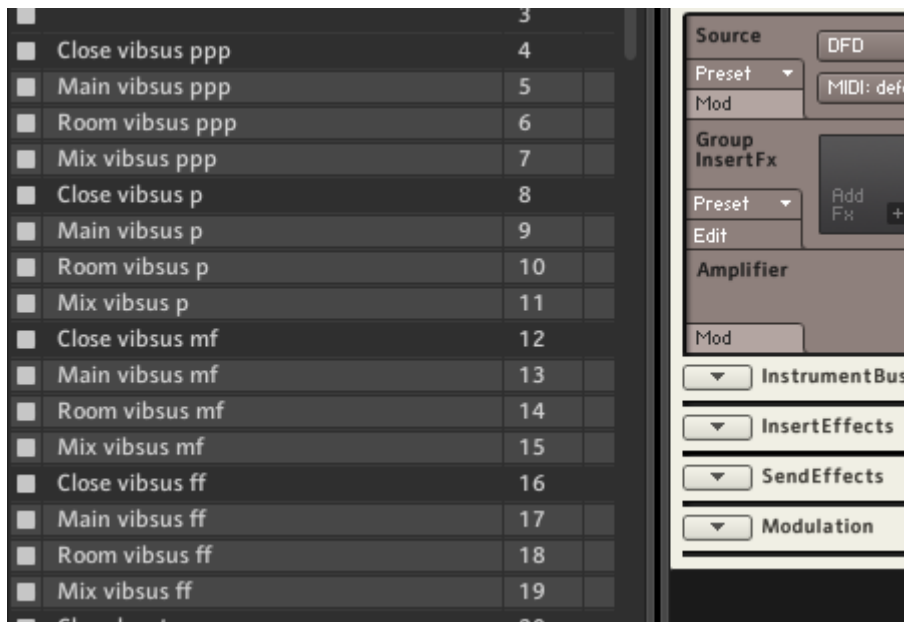 3
Close vibsus ppp 4
Main vibsus ppp 5
Room vibsus ppp 6
Mix vibsus ppp 7
Close vibsus p 8
Main vibsus p 9
Room vibsus p 10
Mix vibsus p 11
Close vibsus mf 12
Main vibsus mf 13
Room vibsus mf 14
Mix vibsus mf 15
Close vibsus ff 16
Main vibsus ff 17
Room vibsus ff 18
Mix vibsus ff 19
Source
DFD
Preset
MIDI: defa
Mod
Group
InsertFx
Add
Fx +
Preset
Edit
Amplifier
Mod
InstrumentBus
InsertEffects
SendEffects
Modulation